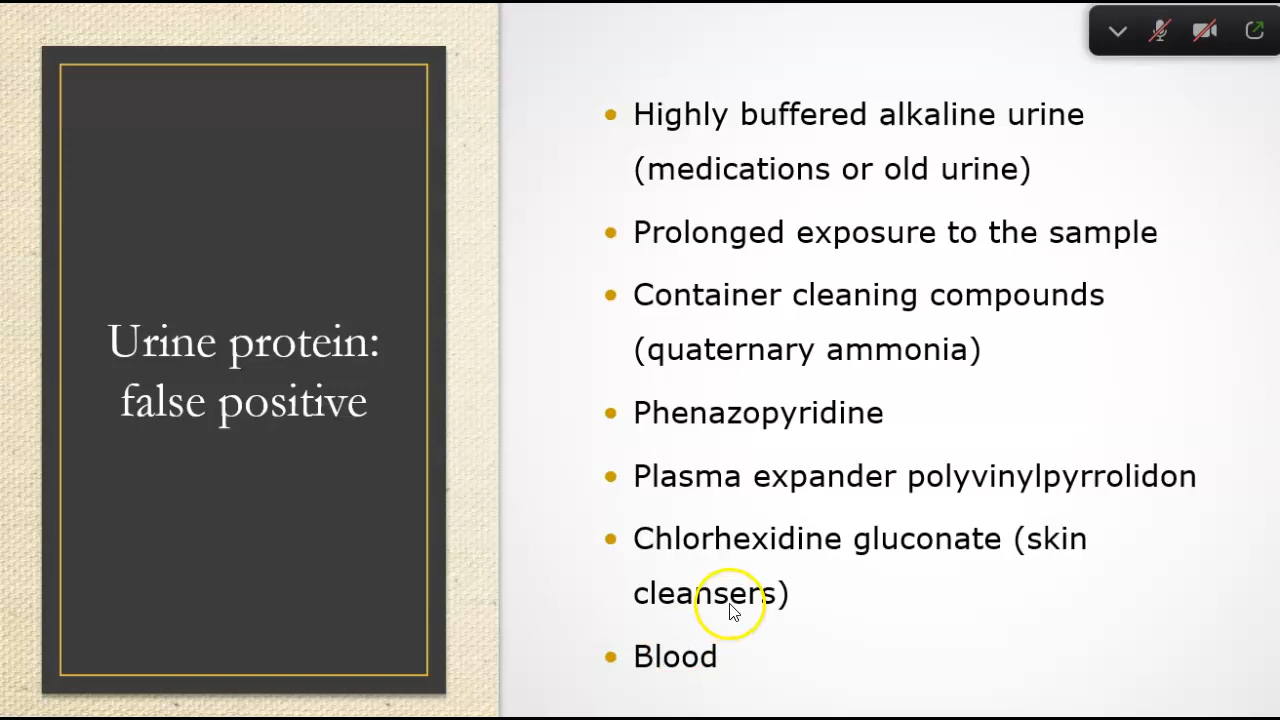 Urine protein:
false positive
• Highly buffered alkaline urine
(medications or old urine)
• Prolonged exposure to the sample
• Container cleaning compounds
(quaternary ammonia)
• Phenazopyridine
• Plasma expander polyvinylpyrrolidon
• Chlorhexidine gluconate (skin
cleansers)
• Blood